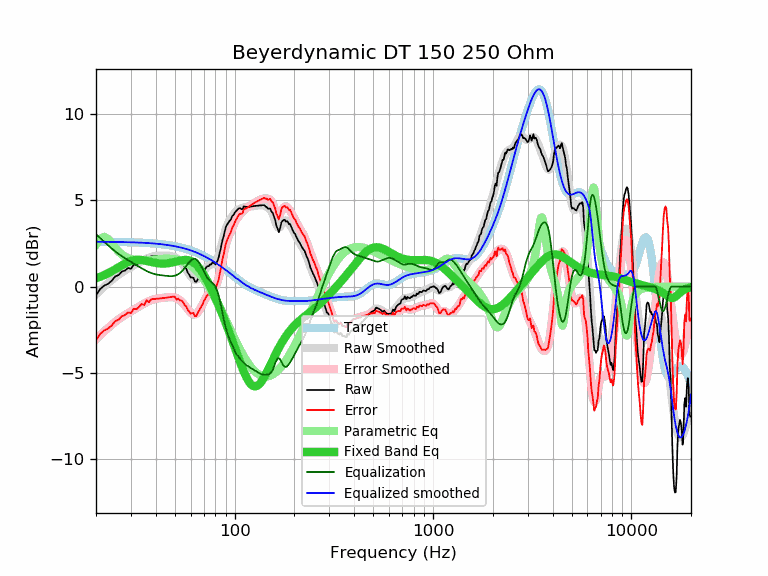 Beyerdynamic DT 150 250 Ohm
10
5
0
−5
−10
Amplitude (dBr)
Target
Raw Smoothed
Error Smoothed
Raw
Error
Parametric Eq
Fixed Band Eq
Equalization
Equalized smoothed
100
1000
10000
Frequency (Hz)